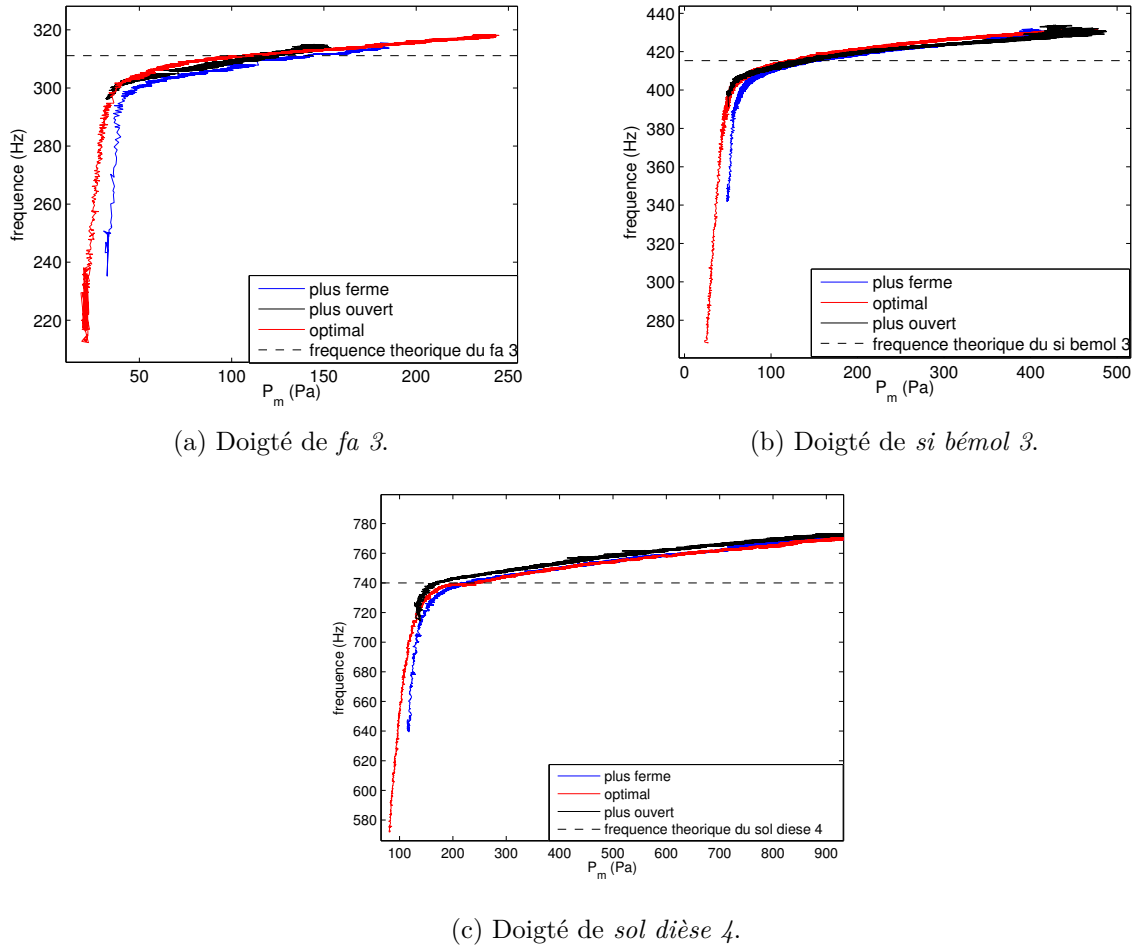 320
300
280
260
240
220
frequence (Hz)
50
100
150
200
250
P_m (Pa)
plus ferme
plus ouvert
optimal
frequence theorique du fa 3
(a) Doigté de fa 3.
440
420
400
380
360
340
320
300
280
frequence (Hz)
0
100
200
300
400
500
P_m (Pa)
plus ferme
optimal
plus ouvert
frequence theorique du si bemol 3
(b) Doigté de si bémol 3.
780
760
740
720
700
680
660
640
620
600
580
frequence (Hz)
100
200
300
400
500
600
700
800
900
P_m (Pa)
plus ferme
optimal
plus ouvert
frequence theorique du sol diese 4
(c) Doigté de sol dièse 4.